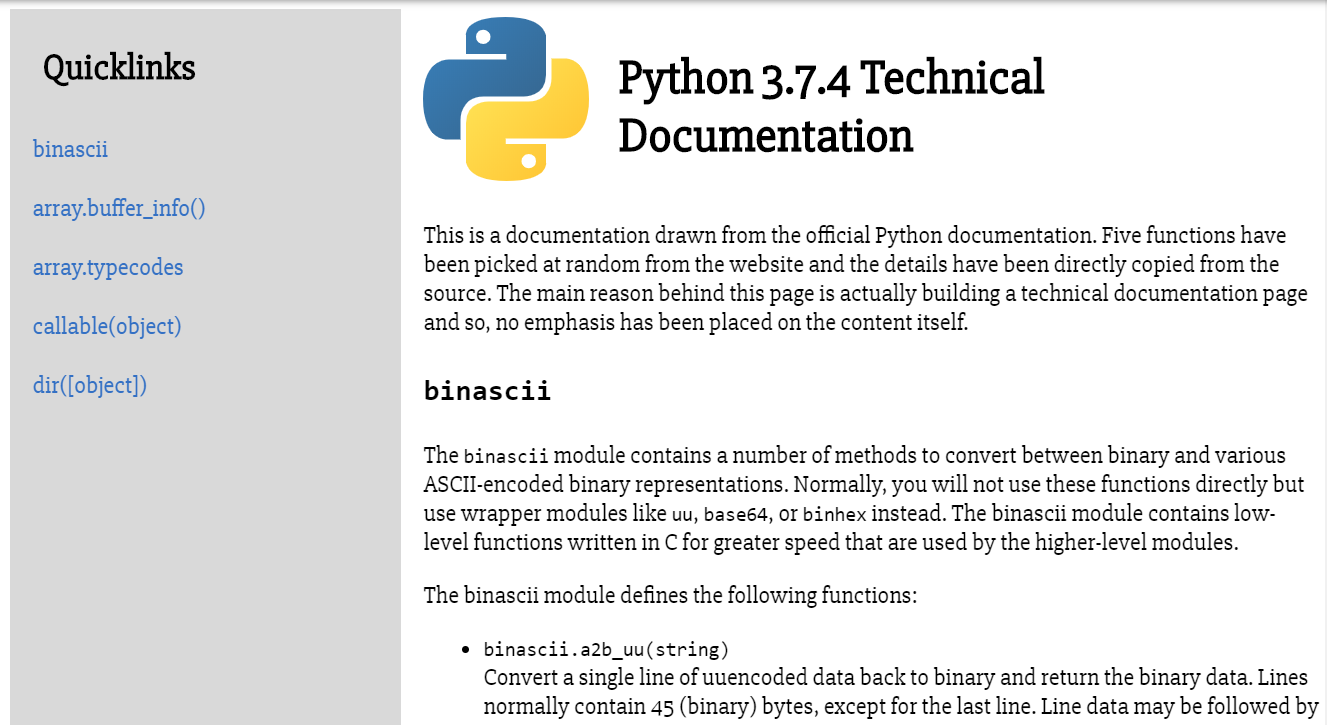 Quicklinks
binascii
array.buffer_info()
array.typecodes
callable(object)
dir([object])
Python 3.7.4 Technical
Documentation
This is a documentation drawn from the official Python documentation. Five functions have
been picked at random from the website and the details have been directly copied from the
source. The main reason behind this page is actually building a technical documentation page
and so, no emphasis has been placed on the content itself.
binascii
The binascii module contains a number of methods to convert between binary and various
ASCII-encoded binary representations. Normally, you will not use these functions directly but
use wrapper modules like uu, base64, or binhex instead. The binascii module contains low-
level functions written in C for greater speed that are used by the higher-level modules.
The binascii module defines the following functions:
• binascii.a2b_uu(string)
Convert a single line of uuencoded data back to binary and return the binary data. Lines
normally contain 45 (binary) bytes, except for the last line. Line data may be followed by